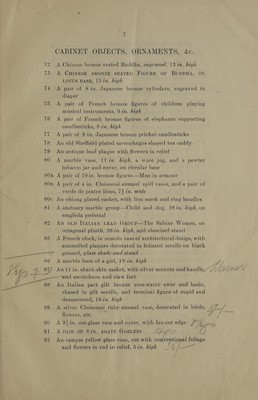 7
CABINET OBJECTS, ORNAMENTS, &c.
72 A Chinese bronze seated Buddha, engraved, 13 in. high
73 A CHINESE BRONZE SEATED FIGURE OF BUDDHA, ON
LOTUS BASE, 15 in. high
74 A pair of 8 in. Japanese bronze cylinders, engraved in
diaper
75 A pair of French bronze figures of children playing
musical instruments, 9 in. high
76 A pair of French bronze figures of elephants supporting
candlesticks, 8 in. high
77 A pair of 9 in. Japanese bronze pricket candlesticks
78 An old Sheffield plated sarcophagus shaped tea caddy
79 An antique lead plaque with flowers in relief
80 A marble vase, 11 in. high, a ware jug, and a pewter
tobacco jar and cover, on circular base
80A A pair of 10 in. bronze figures—Men in armour
80B A pair of 4 in. Cloisonné enamel spill vases, and a pair of
verde de prater lions, 7½ in. wide
80C An oblong plated casket, with lion mask and ring handles
81 A statuary marble group—Child and dog, 28 in. high, on
scagliola pedestal
82 AN OLD ITALIAN LEAD GROUP—The Sabine Women, on
octagonal plinth, 26 in. high, and ebonised stand
85 A French clock, in ormolu case of architectural design, with
enamelled plaques decorated in foliated scrolls on black
ground, glass shade and stand
86 A marble bust of a girl, 18 in. high
87 An 11 in. shark-skin casket, with silver mounts and handle
and escutcheon and claw feet
88 An Italian part gilt bronze rose-water ewer and basin,
chased in gilt scrolls, and terminal figure of cupid and
damascened, 16 in. high
89 A silver Cloisonné ruby enamel vase, decorated in birds,
flowers, etc.
90 A 9½ in. cut-glass vase and cover, with fan-cut edge
91 A PAIR OF 8 in. AGATE GOBLETS
92 An opaque yellow glass vase, cut with conventional foliage
and flowers in red in relief, 5 in. high